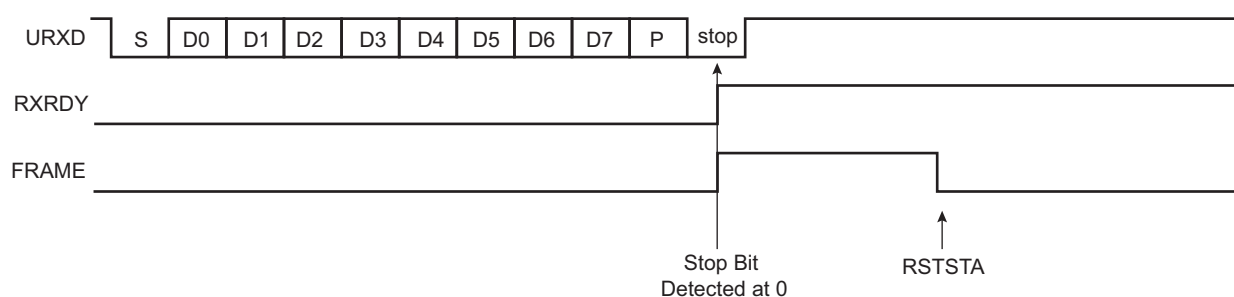 URXD S D0 D1 D2 D3 D4 D5 D6 D7 P stop
RXRDY
FRAME
Stop Bit
Detected at 0
RSTSTA